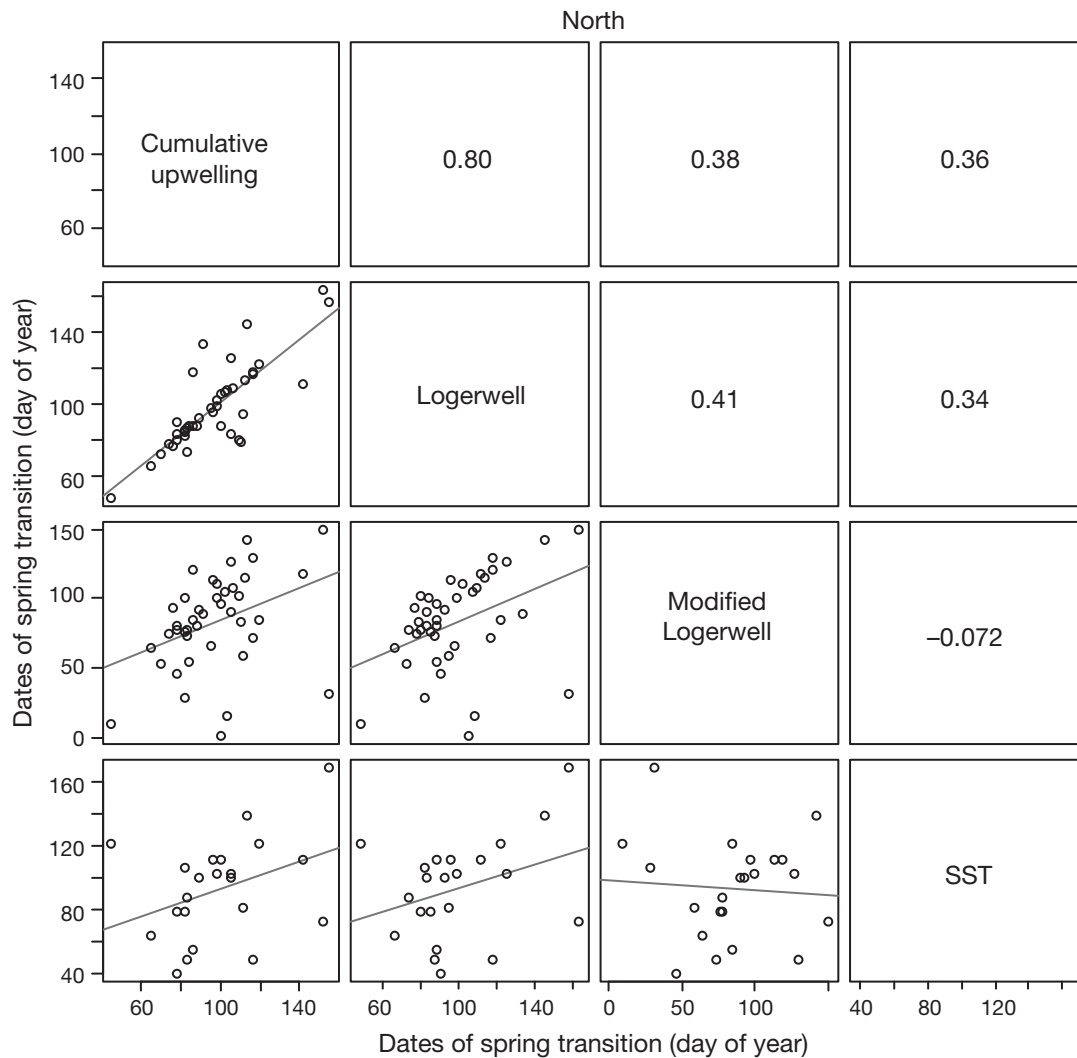 North
140
100
60
Cumulative
upwelling
0.80
0.38
0.36
Dates of spring transition (day of year)
140
100
60
Logerwell
0.41
0.34
150
100
50
0
Modified
Logerwell
–0.072
160
120
80
40
SST
60 100 140
60 100 140
0 50 100
40 80 120
Dates of spring transition (day of year)